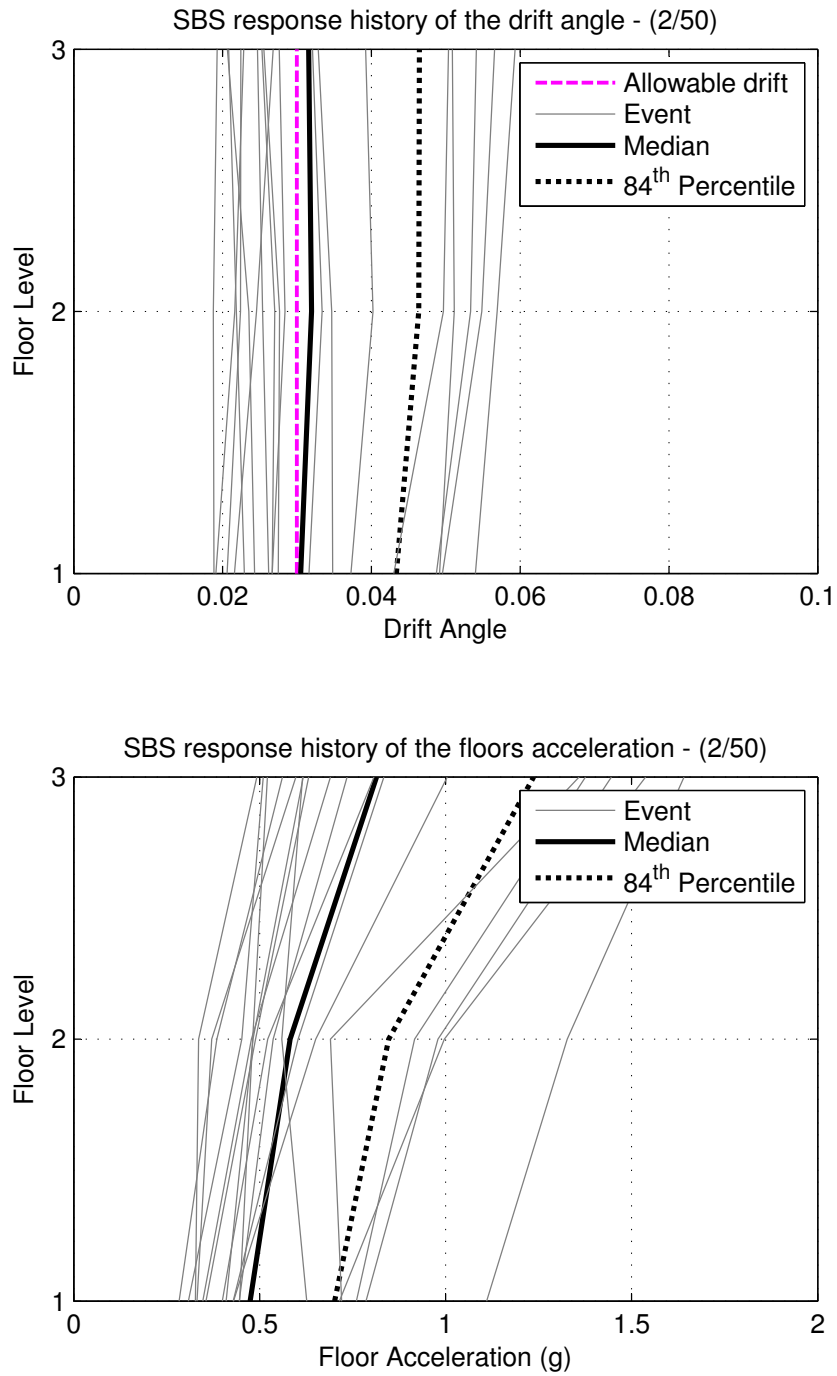 SBS response history of the drift angle - (2/50)
3
Allowable drift
Event
Median
84th Percentile
Floor Level
2
1
0 0.02 0.04 0.06 0.08 0.1
Drift Angle
SBS response history of the floors acceleration - (2/50)
3
Event
Median
84th Percentile
Floor Level
2
1
0 0.5 1 1.5 2
Floor Acceleration (g)